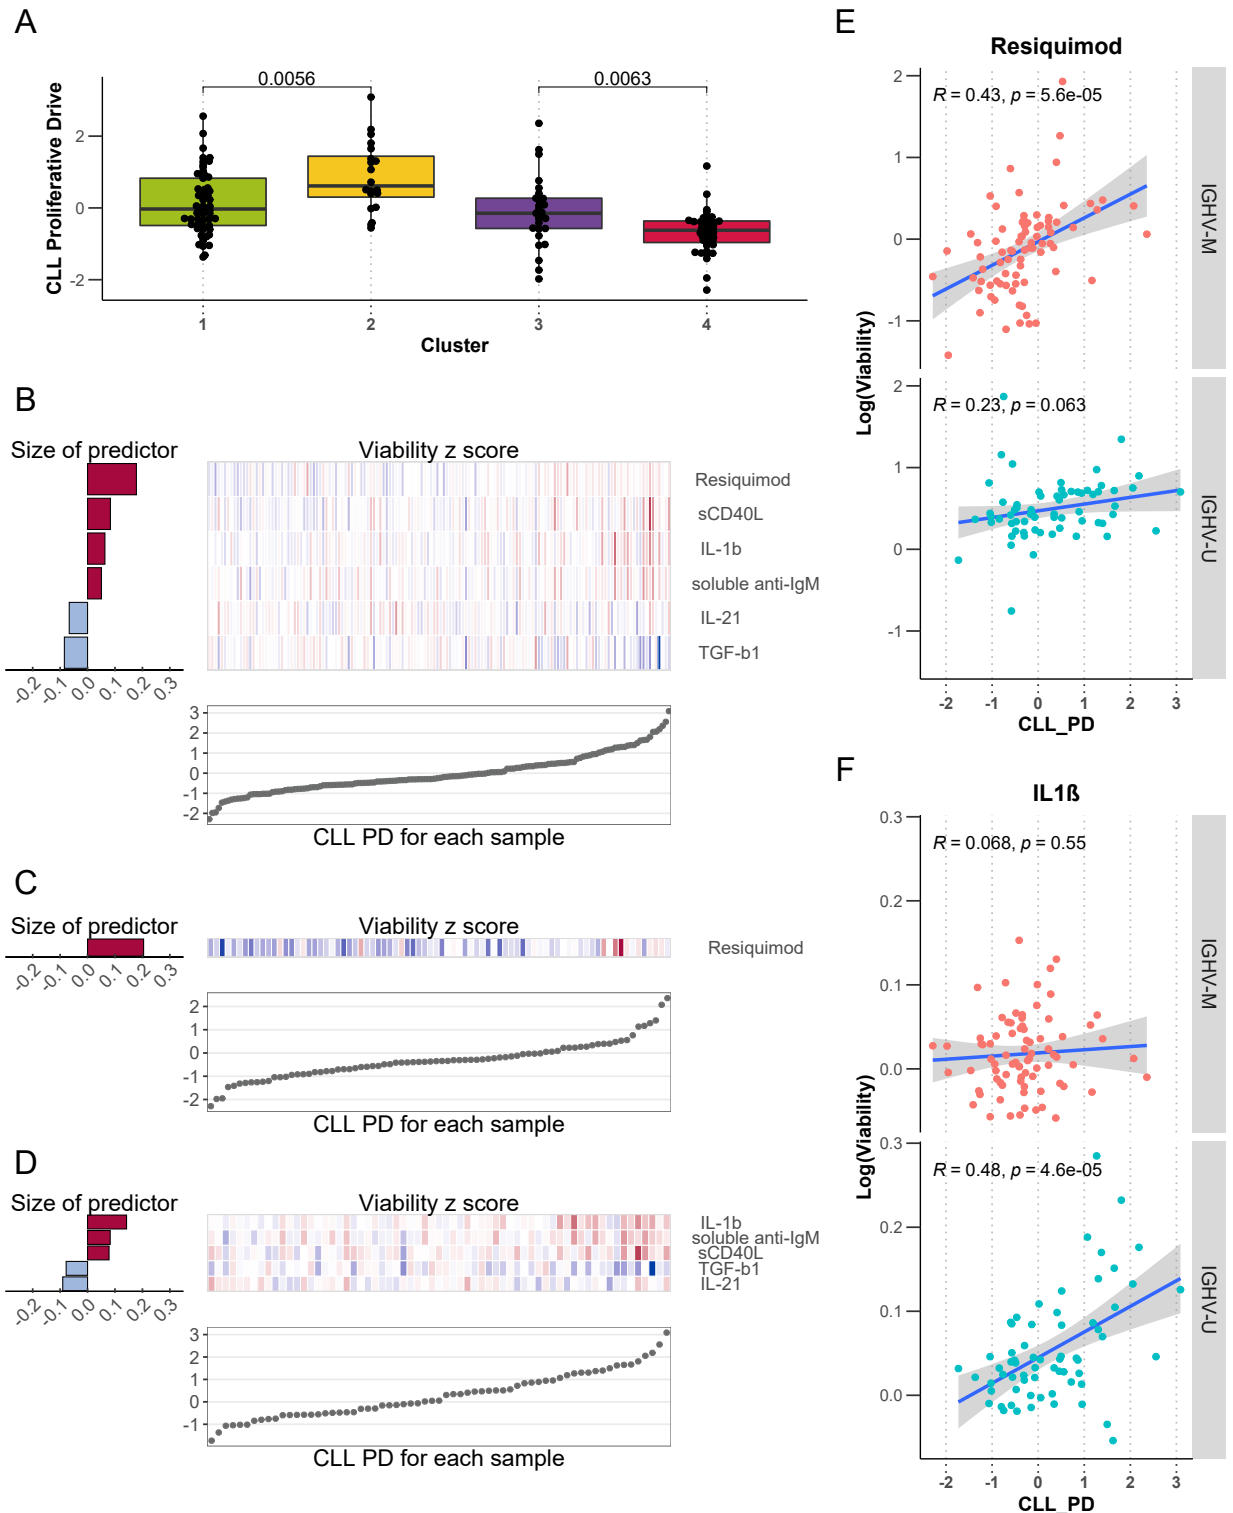 A
0.0056
0.0063
CLL Proliferative Drive
2
0
-2
1
2
3
4
Cluster
B
Size of predictor
Viability z score
Resiquimod
sCD40L
IL-1b
soluble anti-IgM
IL-21
TGF-b1
-0.2
-0.1
0.0
0.1
0.2
0.3
3
2
1
0
-1
-2
CLL PD for each sample
C
Size of predictor
Viability z score
Resiquimod
-0.2
-0.1
0.0
0.1
0.2
0.3
2
1
0
-1
-2
CLL PD for each sample
D
Size of predictor
Viability z score
IL-1b
soluble anti-IgM
sCD40L
TGF-b1
IL-21
-0.2
-0.1
0.0
0.1
0.2
0.3
3
2
1
0
-1
CLL PD for each sample
E
Resiquimod
R = 0.43, p = 5.6e-05
2
1
0
-1
IGHV-M
Log(Viability)
R = 0.23, p = 0.063
2
1
0
-1
IGHV-U
-2
-1
0
1
2
3
CLL_PD
F
IL1ß
R = 0.068, p = 0.55
0.3
0.2
0.1
0.0
IGHV-M
Log(Viability)
R = 0.48, p = 4.6e-05
0.3
0.2
0.1
0.0
IGHV-U
-2
-1
0
1
2
3
CLL_PD